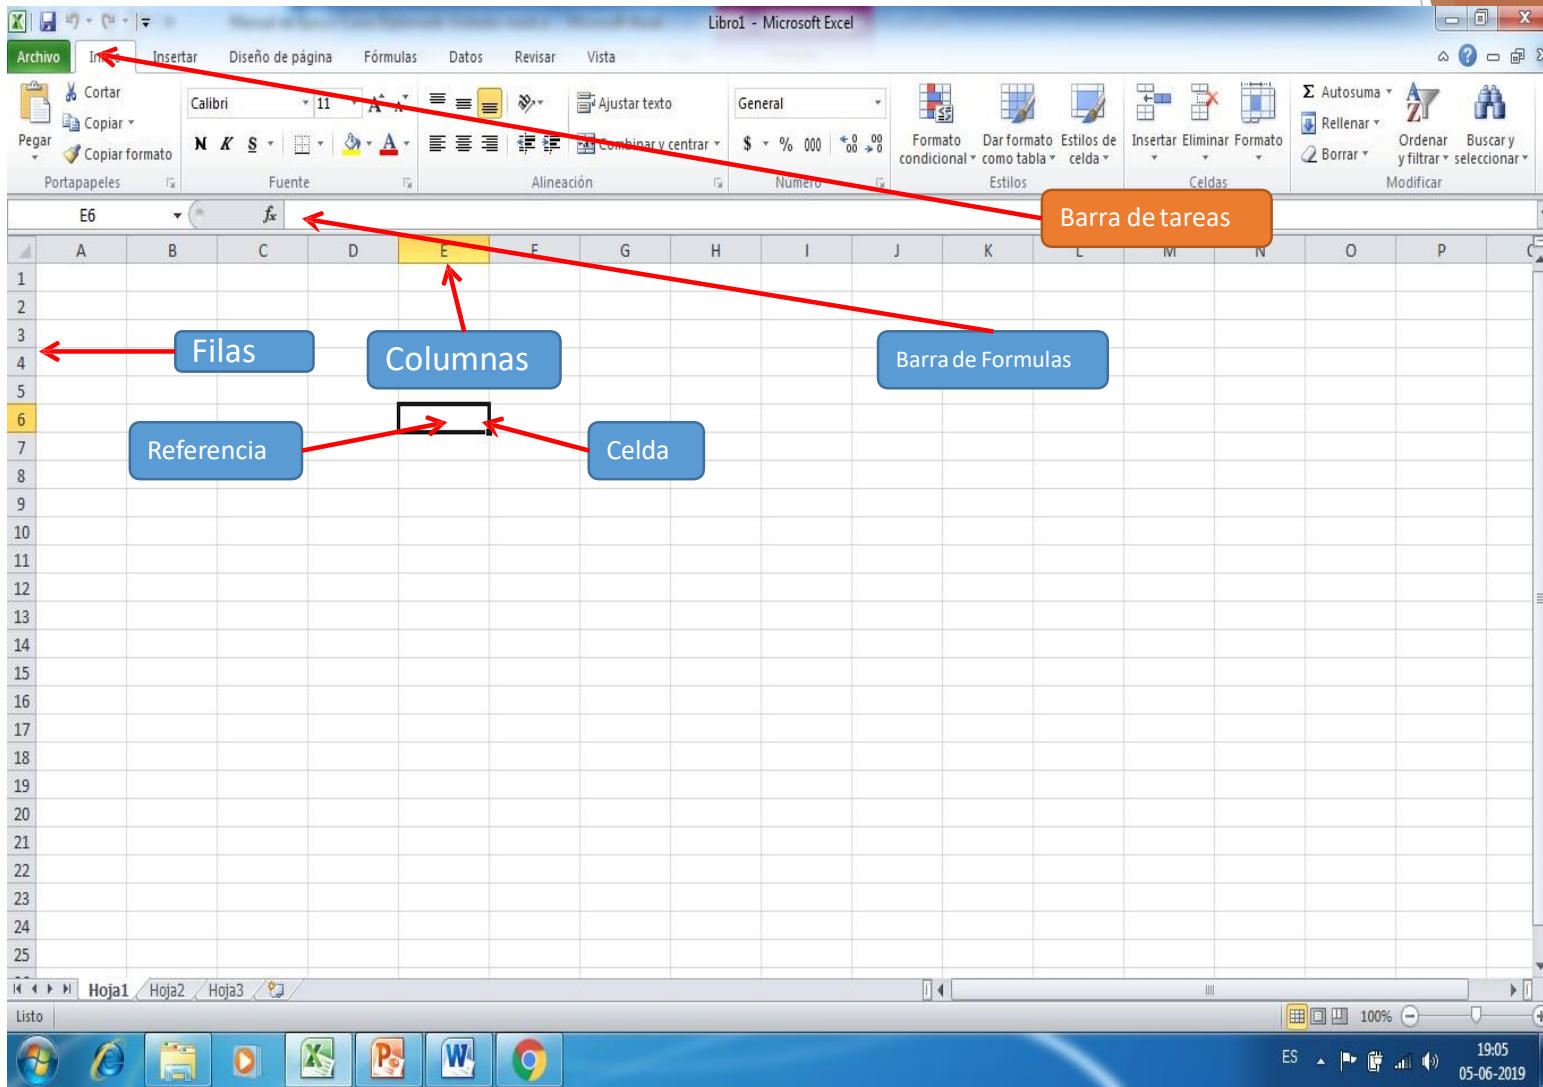 Libro1 - Microsoft Excel
Archivo Inicio Insertar Diseño de página Fórmulas Datos Revisar Vista
Pegar
Cortar
Copiar
Copiar formato
Portapapeles
Calibri 11
N K S
Fuente
Ajustar texto
Combinar y centrar
Alineación
General
$ % 000
Número
Formato condicional
Dar formato como tabla
Estilos de celda
Estilos
Insertar Eliminar Formato
Celdas
Σ Autosuma
Rellenar
Borrar
Ordenar y filtrar
Buscar y seleccionar
Modificar
E6 fx
Barra de tareas
A B C D E F G H I J K L M N O P
1
2
3
4
5
6
7
8
9
10
11
12
13
14
15
16
17
18
19
20
21
22
23
24
25
Filas
Columnas
Barra de Formulas
Referencia
Celda
Hoja1 Hoja2 Hoja3
Listo
100%
ES
19:05
05-06-2019